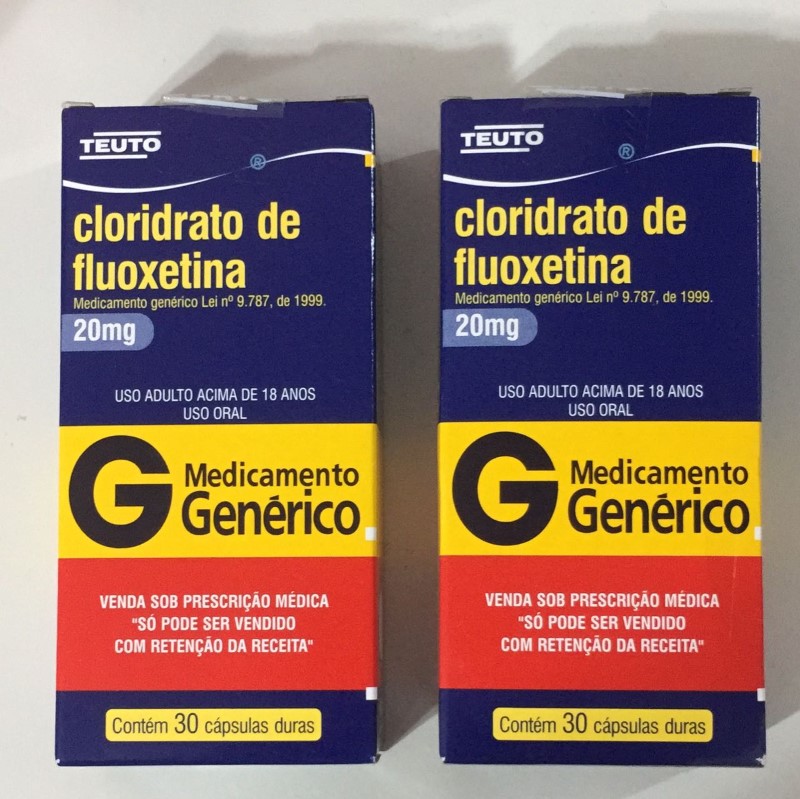 TEUTO
®
cloridrato de
fluoxetina
Medicamento genérico Lei nº 9.787, de 1999.
20mg
USO ADULTO ACIMA DE 18 ANOS
USO ORAL
G Medicamento
Genérico
VENDA SOB PRESCRIÇÃO MÉDICA
"SÓ PODE SER VENDIDO
COM RETENÇÃO DA RECEITA"
Contém 30 cápsulas duras
TEUTO
®
cloridrato de
fluoxetina
Medicamento genérico Lei nº 9.787, de 1999.
20mg
USO ADULTO ACIMA DE 18 ANOS
USO ORAL
G Medicamento
Genérico
VENDA SOB PRESCRIÇÃO MÉDICA
"SÓ PODE SER VENDIDO
COM RETENÇÃO DA RECEITA"
Contém 30 cápsulas duras